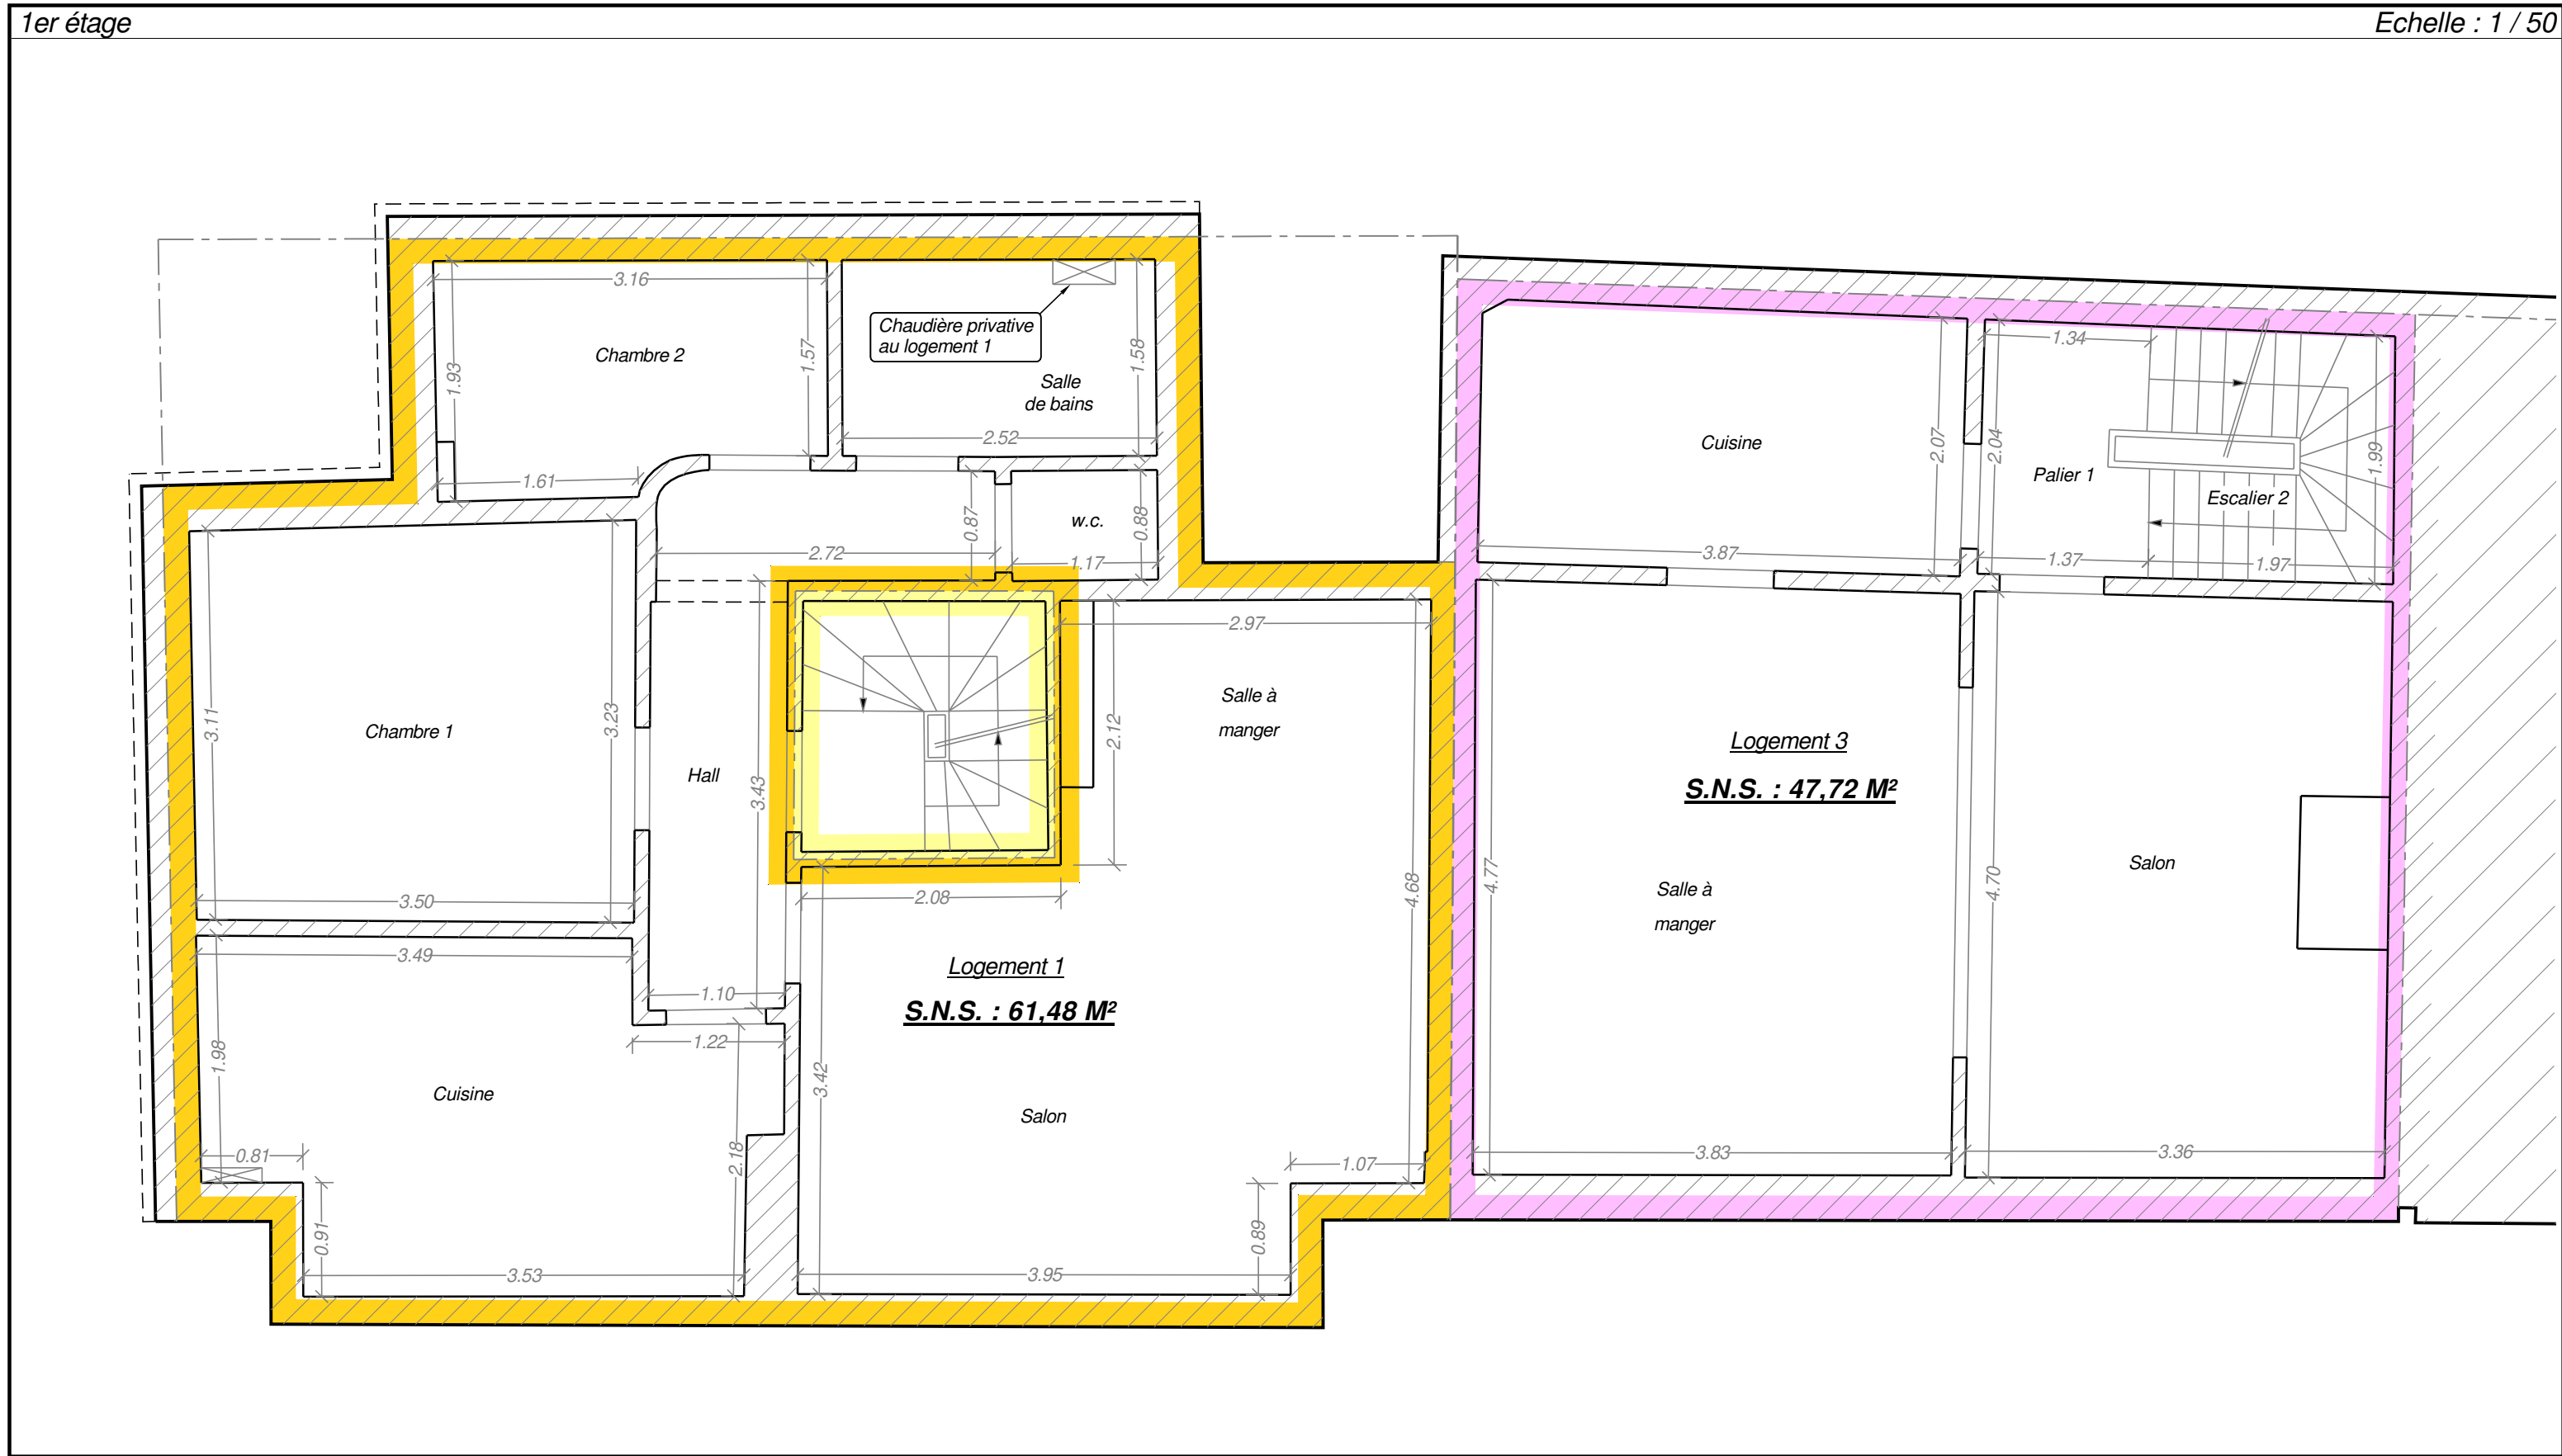 1er étage
Echelle : 1 / 50
3.16
Chambre 2
1.93
1.57
1.61
Chaudière privative
au logement 1
Salle
de bains
1.58
2.52
0.87
w.c.
0.88
2.72
1.17
Cuisine
2.07
3.87
1.34
2.04
Palier 1
Escalier 2
1.99
1.37
1.97
3.11
Chambre 1
3.23
3.50
Hall
3.43
1.10
2.97
Salle à
manger
2.12
2.08
4.68
Logement 1
S.N.S. : 61,48 M²
3.49
1.98
Cuisine
1.22
2.18
0.81
0.91
3.53
3.42
Salon
1.07
0.89
3.95
Logement 3
S.N.S. : 47,72 M²
4.77
Salle à
manger
3.83
4.70
Salon
3.36